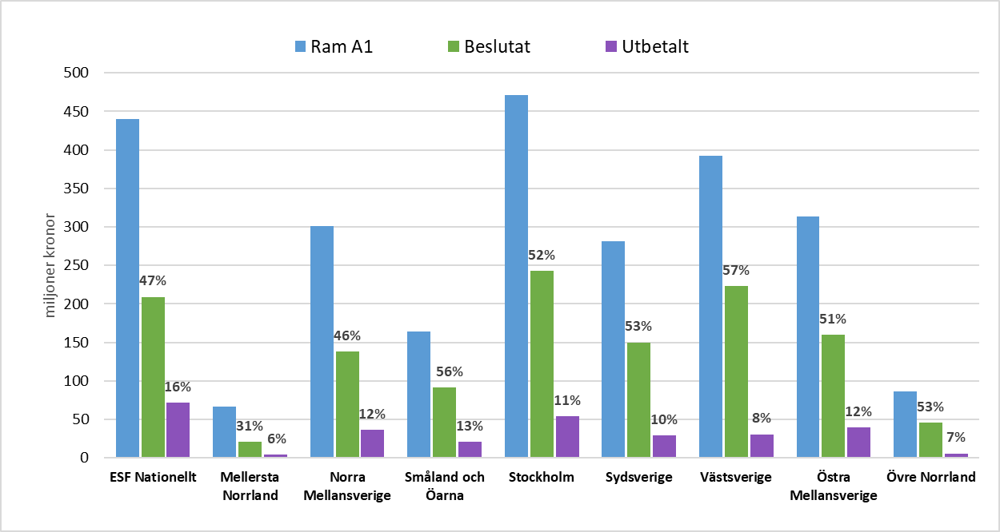 Ram A1 Beslutat Utbetalt
500
450
400
350
300
250
200
150
100
50
0
miljoner kronor
47%
16%
31%
6%
46%
12%
56%
13%
52%
11%
53%
10%
57%
8%
51%
12%
53%
7%
ESF Nationellt
Mellersta
Norrland
Norra
Mellansverige
Småland och
Öarna
Stockholm
Sydsverige
Västsverige
Östra
Mellansverige
Övre Norrland